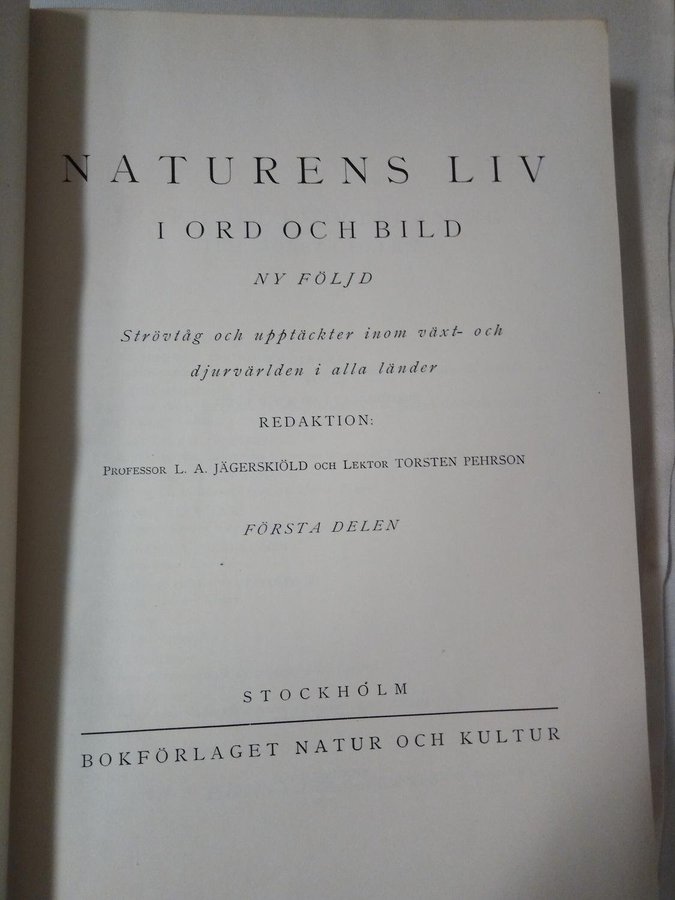 NATURENS LIV
I ORD OCH BILD
NY FÖLJD
Strövtåg och upptäckter inom växt- och
djurvärlden i alla länder
REDAKTION:
PROFESSOR L. A. JÄGERSKIÖLD OCH LEKTOR TORSTEN PEHRSON
FÖRSTA DELEN
STOCKHOLM
BOKFÖRLAGET NATUR OCH KULTUR